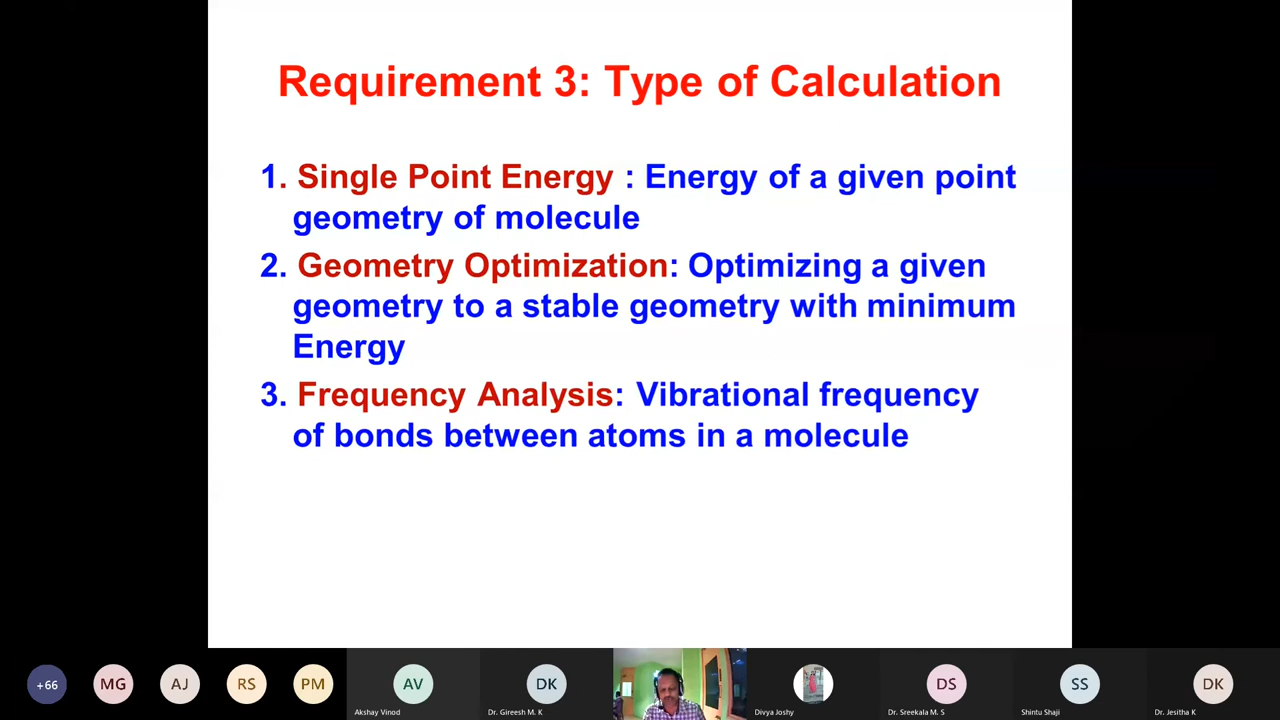 Requirement 3: Type of Calculation
1. Single Point Energy : Energy of a given point
geometry of molecule
2. Geometry Optimization: Optimizing a given
geometry to a stable geometry with minimum
Energy
3. Frequency Analysis: Vibrational frequency
of bonds between atoms in a molecule
+66 MG AJ RS PM AV DK DS SS DK
Akshay Vinod Dr. Gireesh M. K Divya Joshy Dr. Sreekala M. S Shintu Shaji Dr. Jesitha K